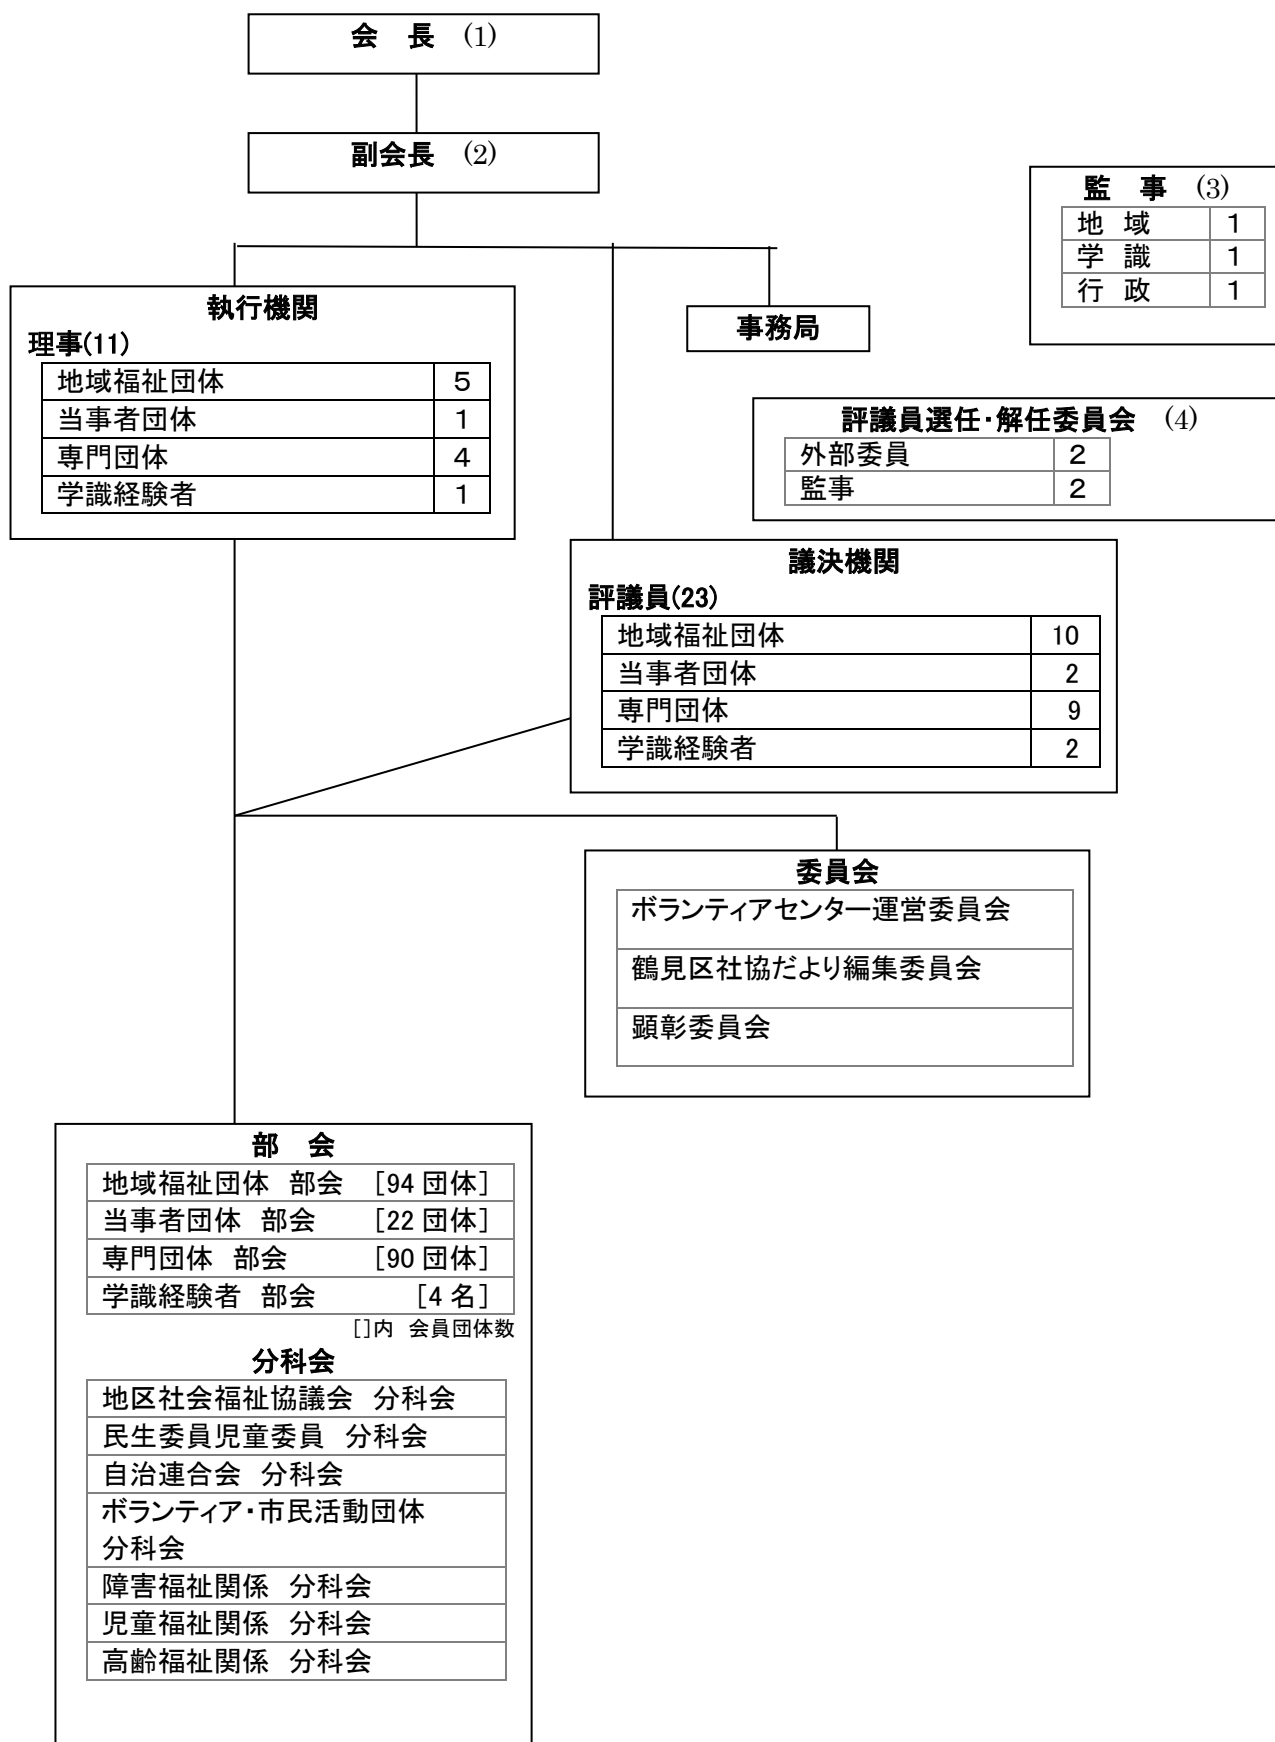 会　長　(1)
副会長　(2)
監　事　(3)
地　域　1
学　識　1
行　政　1
執行機関
理事(11)
地域福祉団体　5
当事者団体　1
専門団体　4
学識経験者　1
事務局
評議員選任・解任委員会　(4)
外部委員　2
監事　2
議決機関
評議員(23)
地域福祉団体　10
当事者団体　2
専門団体　9
学識経験者　2
委員会
ボランティアセンター運営委員会
鶴見区社協だより編集委員会
顕彰委員会
部　会
地域福祉団体　部会　[94 団体]
当事者団体　部会　[22 団体]
専門団体　部会　[90 団体]
学識経験者　部会　[4 名]
[]内　会員団体数
分科会
地区社会福祉協議会　分科会
民生委員児童委員　分科会
自治連合会　分科会
ボランティア・市民活動団体
分科会
障害福祉関係　分科会
児童福祉関係　分科会
高齢福祉関係　分科会